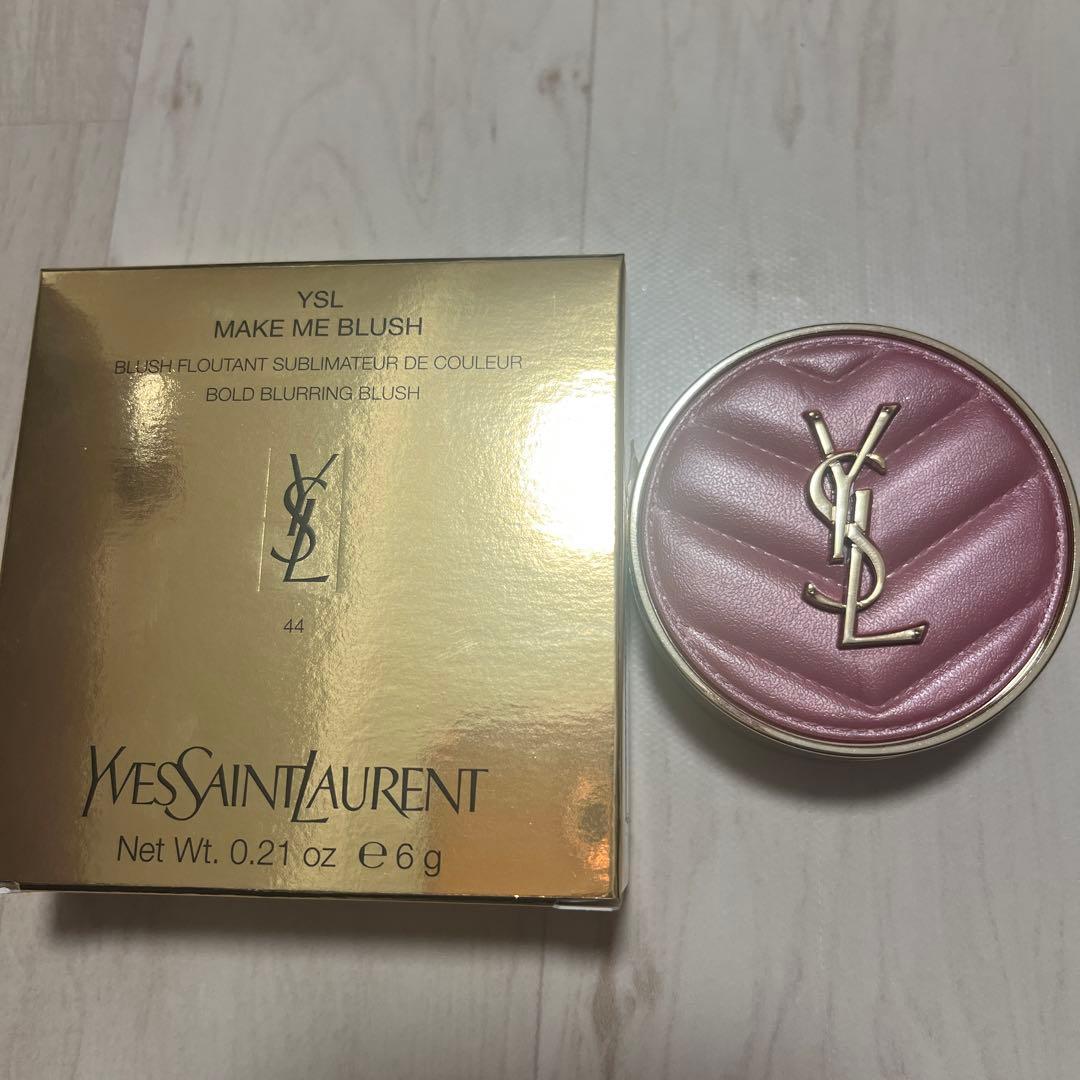 YSL
MAKE ME BLUSH
BLUSH FLOUTANT SUBLIMATEUR DE COULEUR
BOLD BLURRING BLUSH
YSL
44
YVESSAINTLAURENT
Net Wt. 0.21 oz ℮ 6 g
YSL